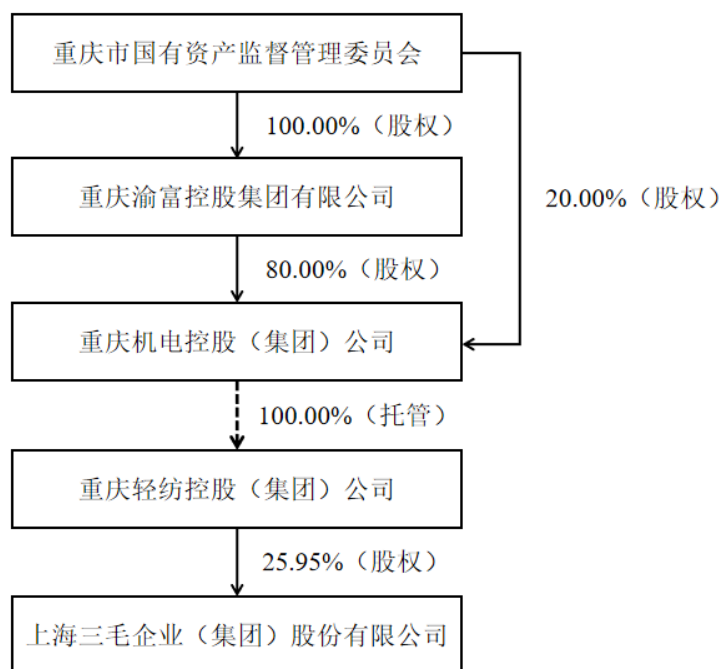 重庆市国有资产监督管理委员会
100.00%（股权）
重庆渝富控股集团有限公司
20.00%（股权）
80.00%（股权）
重庆机电控股（集团）公司
100.00%（托管）
重庆轻纺控股（集团）公司
25.95%（股权）
上海三毛企业（集团）股份有限公司